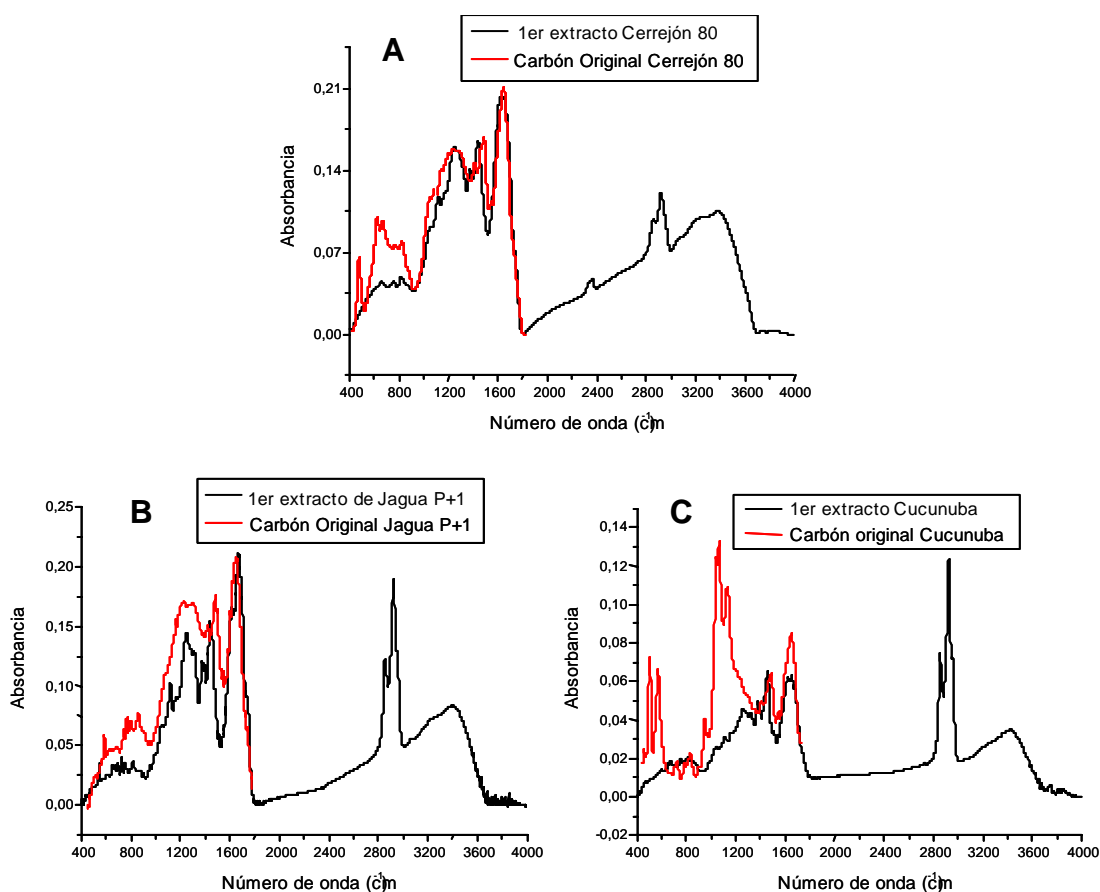 A
1er extracto Cerrejón 80
Carbón Original Cerrejón 80
0,21
0,14
0,07
0,00
Absorbancia
400 800 1200 1600 2000 2400 2800 3200 3600 4000
Número de onda (cm-1)
B
1er extracto de Jagua P+1
Carbón Original Jagua P+1
0,25
0,20
0,15
0,10
0,05
0,00
Absorbancia
400 800 1200 1600 2000 2400 2800 3200 3600 4000
Número de onda (cm-1)
C
1er extracto Cucunuba
Carbón original Cucunuba
0,14
0,12
0,10
0,08
0,06
0,04
0,02
0,00
-0,02
Absorbancia
400 800 1200 1600 2000 2400 2800 3200 3600 4000
Número de onda (cm-1)